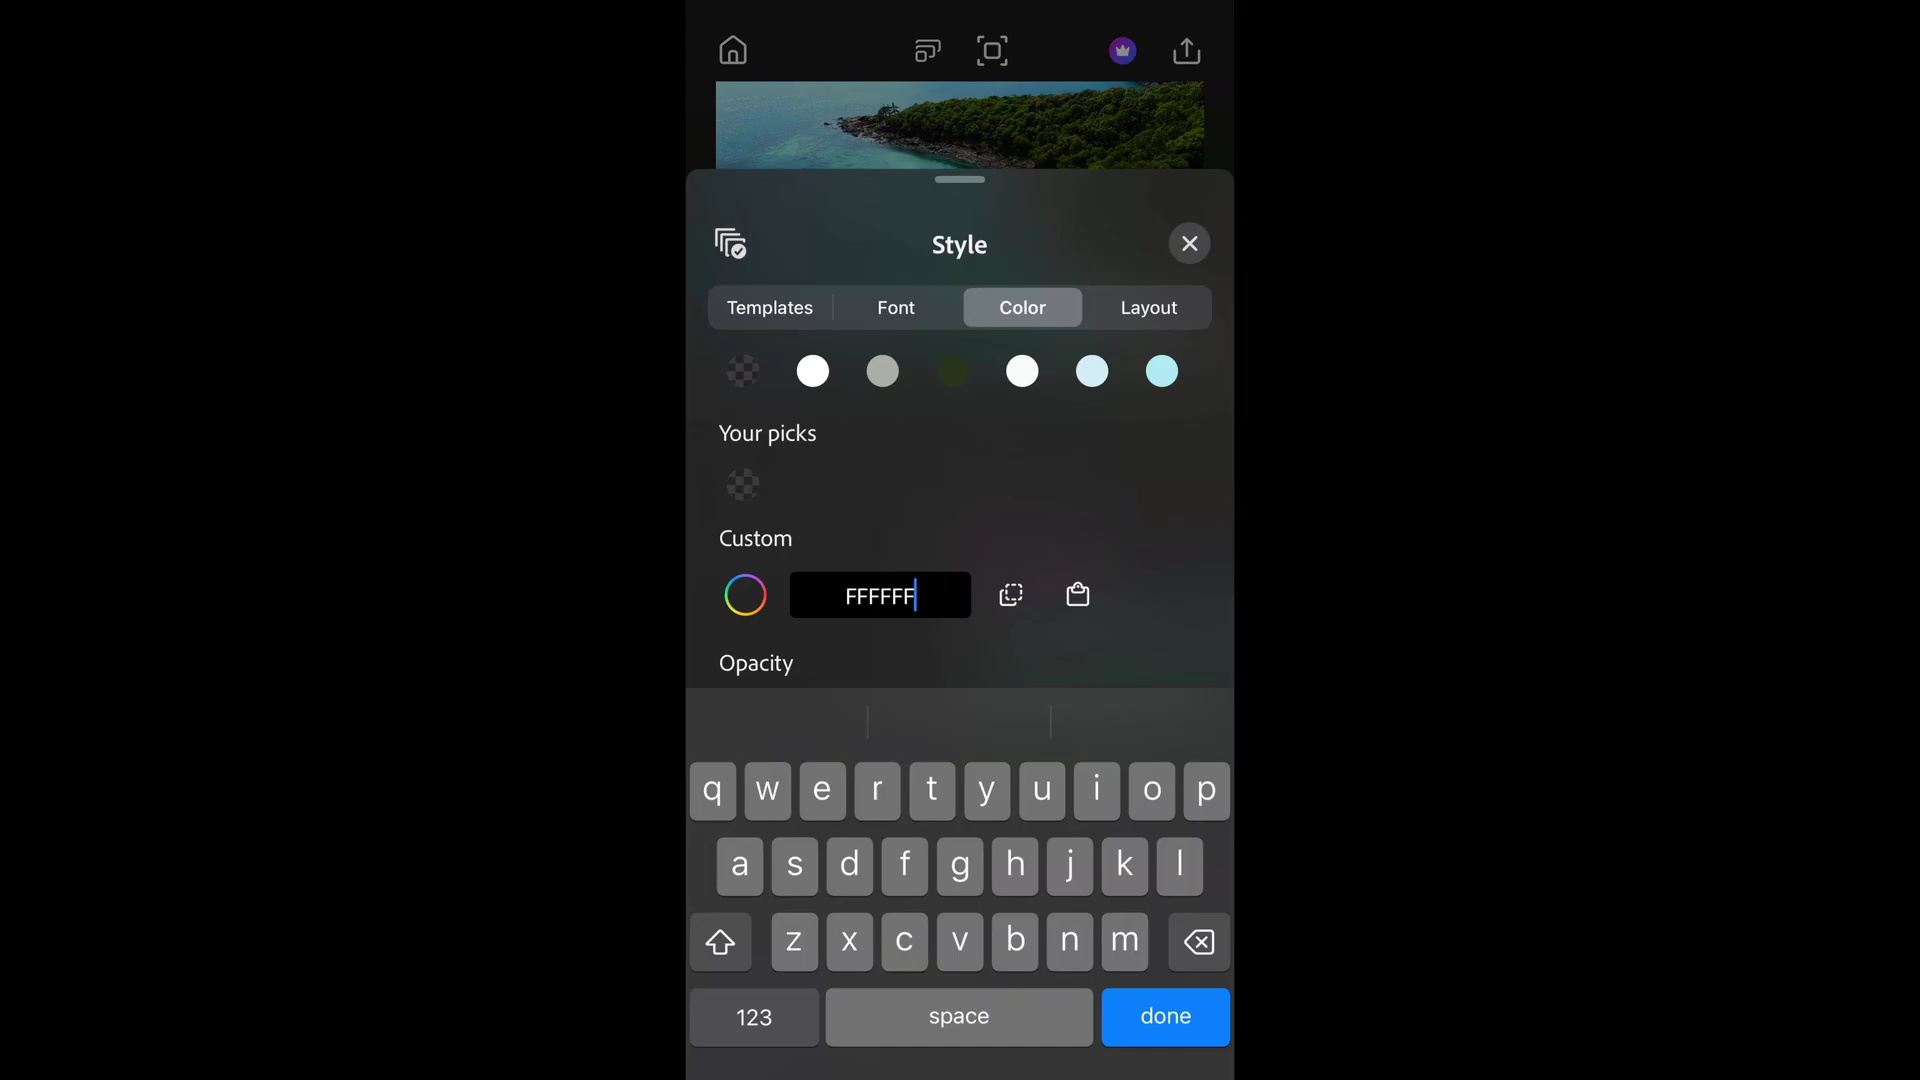 Style
Templates Font Color Layout
Your picks
Custom
FFFFFF
Opacity
q w e r t y u i o p
a s d f g h j k l
z x c v b n m
123 space done